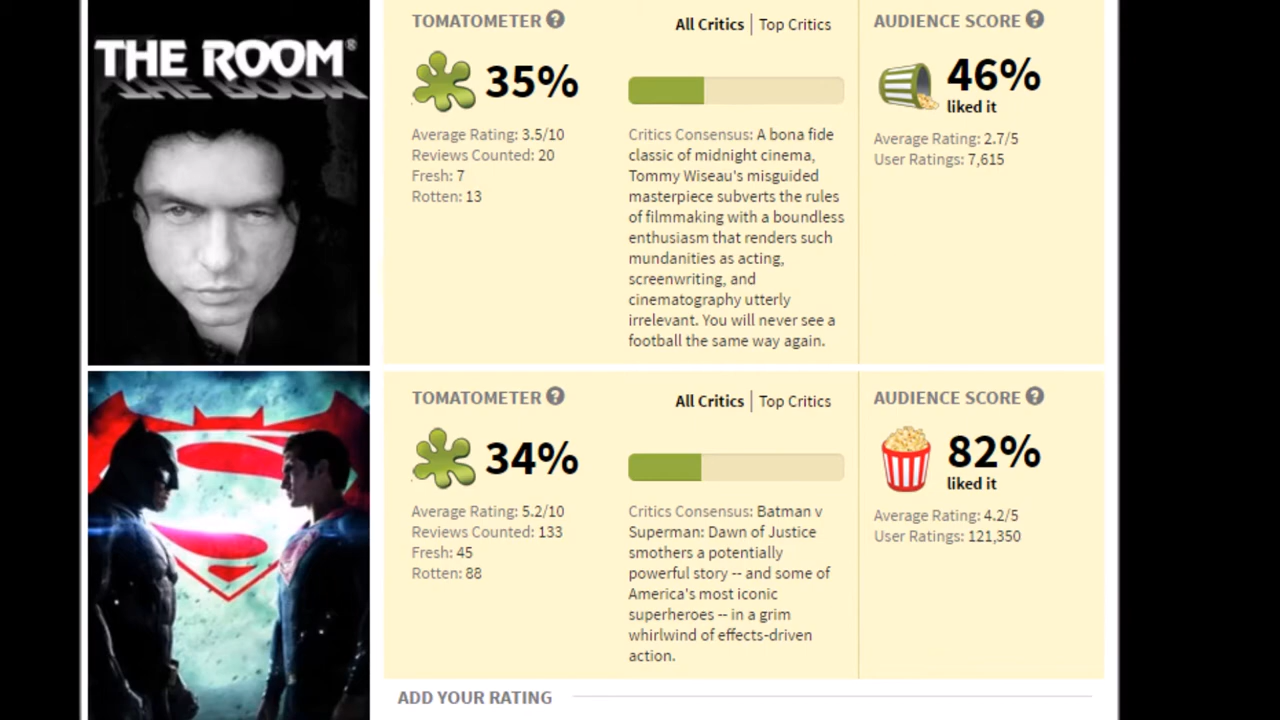 THE ROOM®
TOMATOMETER ?
All Critics | Top Critics
35%
Average Rating: 3.5/10
Reviews Counted: 20
Fresh: 7
Rotten: 13
Critics Consensus: A bona fide
classic of midnight cinema,
Tommy Wiseau's misguided
masterpiece subverts the rules
of filmmaking with a boundless
enthusiasm that renders such
mundanities as acting,
screenwriting, and
cinematography utterly
irrelevant. You will never see a
football the same way again.
AUDIENCE SCORE ?
46%
liked it
Average Rating: 2.7/5
User Ratings: 7,615
TOMATOMETER ?
All Critics | Top Critics
34%
Average Rating: 5.2/10
Reviews Counted: 133
Fresh: 45
Rotten: 88
Critics Consensus: Batman v
Superman: Dawn of Justice
smothers a potentially
powerful story -- and some of
America's most iconic
superheroes -- in a grim
whirlwind of effects-driven
action.
AUDIENCE SCORE ?
82%
liked it
Average Rating: 4.2/5
User Ratings: 121,350
ADD YOUR RATING